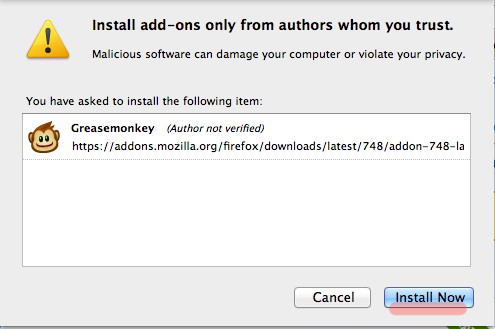 Install add-ons only from authors whom you trust.
Malicious software can damage your computer or violate your privacy.
You have asked to install the following item:
Greasemonkey (Author not verified)
https://addons.mozilla.org/firefox/downloads/latest/748/addon-748-la
Cancel Install Now